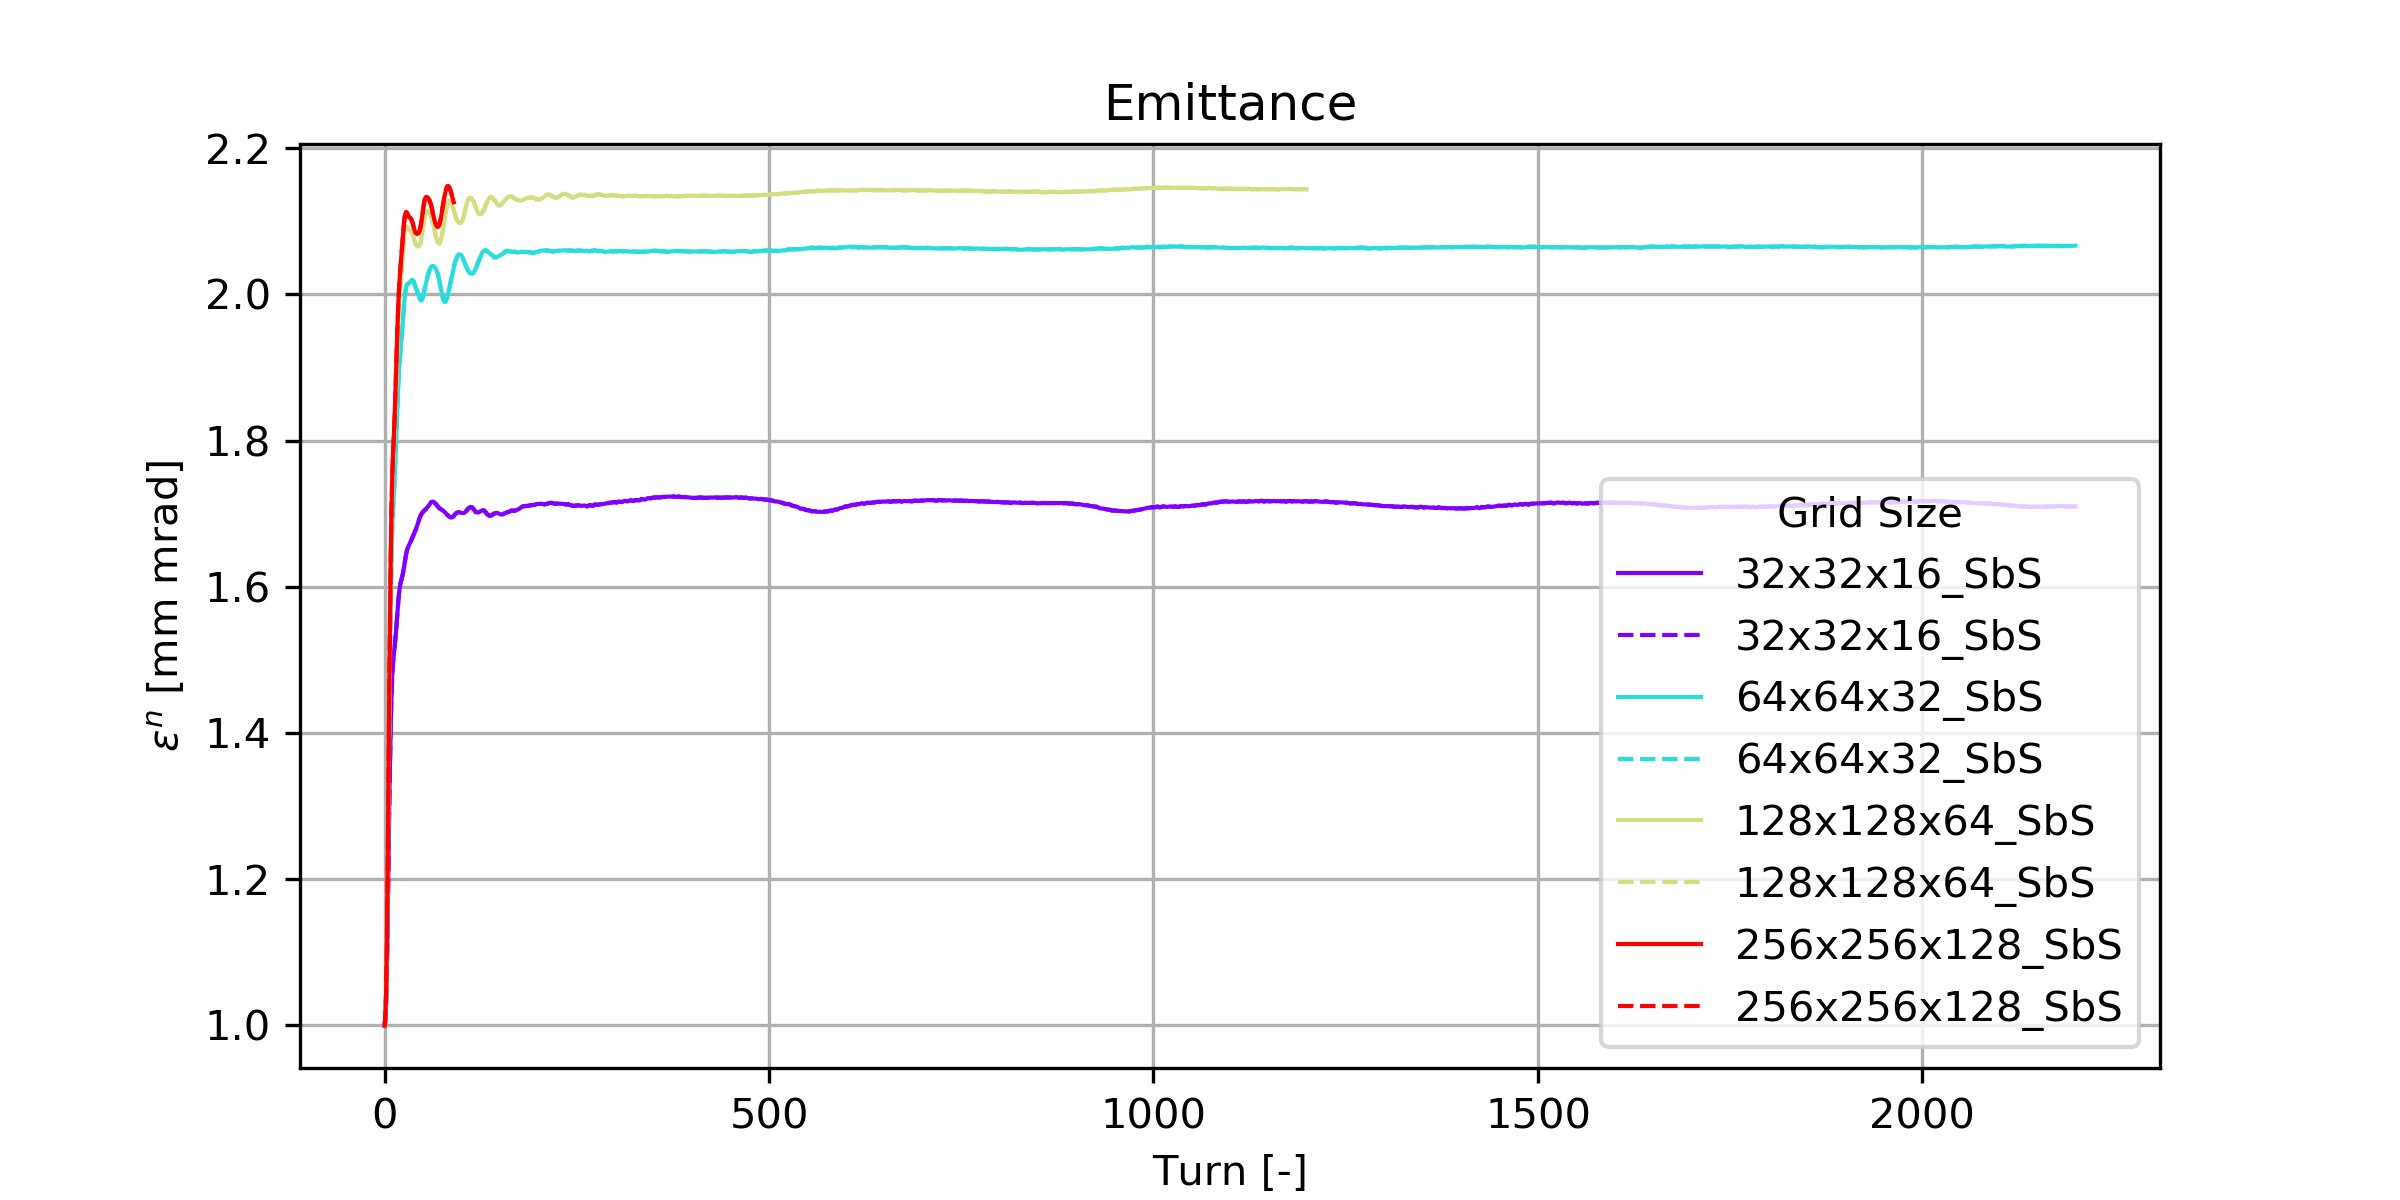 Emittance
εⁿ [mm mrad]
2.2
2.0
1.8
1.6
1.4
1.2
1.0
Grid Size
32x32x16_SbS
32x32x16_SbS
64x64x32_SbS
64x64x32_SbS
128x128x64_SbS
128x128x64_SbS
256x256x128_SbS
256x256x128_SbS
0 500 1000 1500 2000
Turn [-]